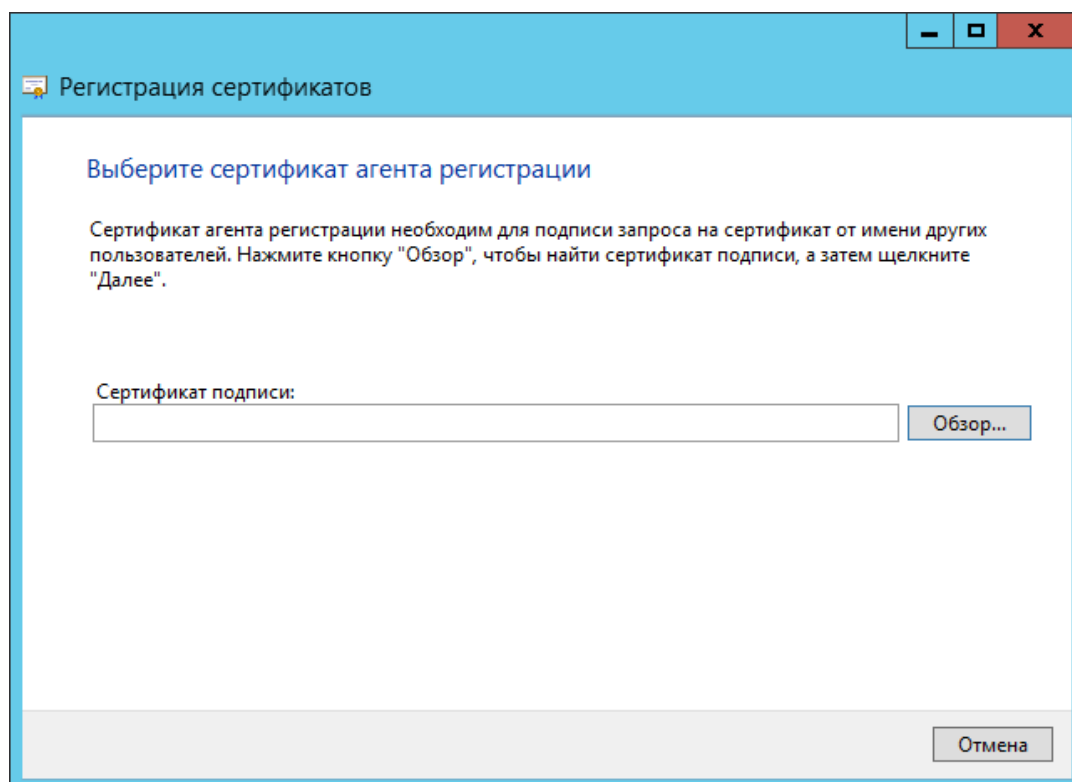 Регистрация сертификатов
Выберите сертификат агента регистрации
Сертификат агента регистрации необходим для подписи запроса на сертификат от имени других
пользователей. Нажмите кнопку "Обзор", чтобы найти сертификат подписи, а затем щелкните
"Далее".
Сертификат подписи:
Обзор...
Отмена